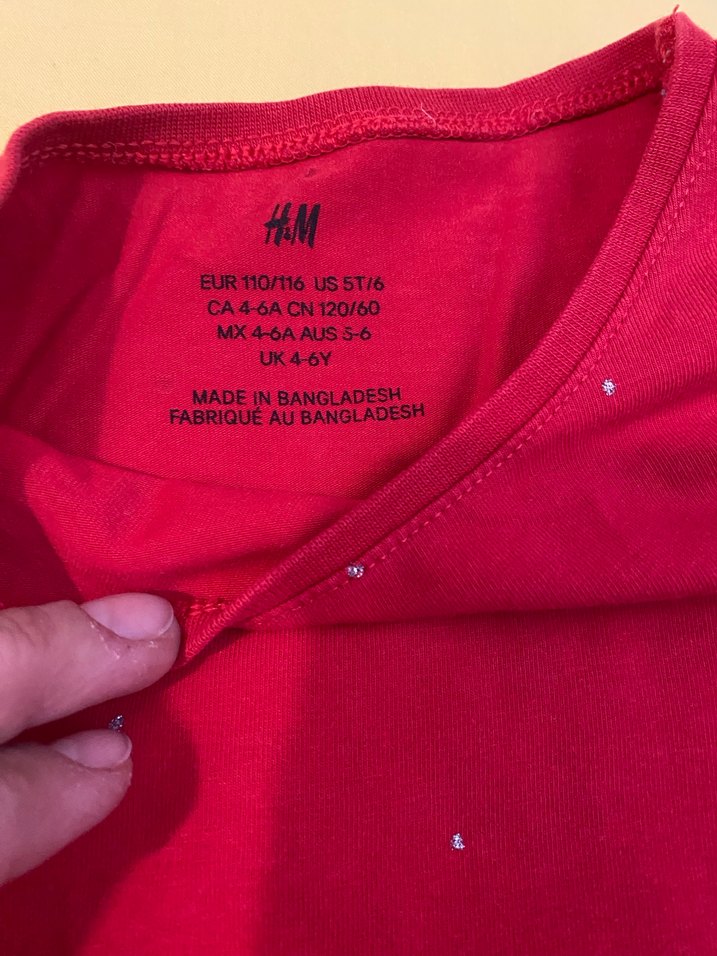 H&M
EUR 110/116 US 5T/6
CA 4-6A CN 120/60
MX 4-6A AUS 5-6
UK 4-6Y
MADE IN BANGLADESH
FABRIQUÉ AU BANGLADESH